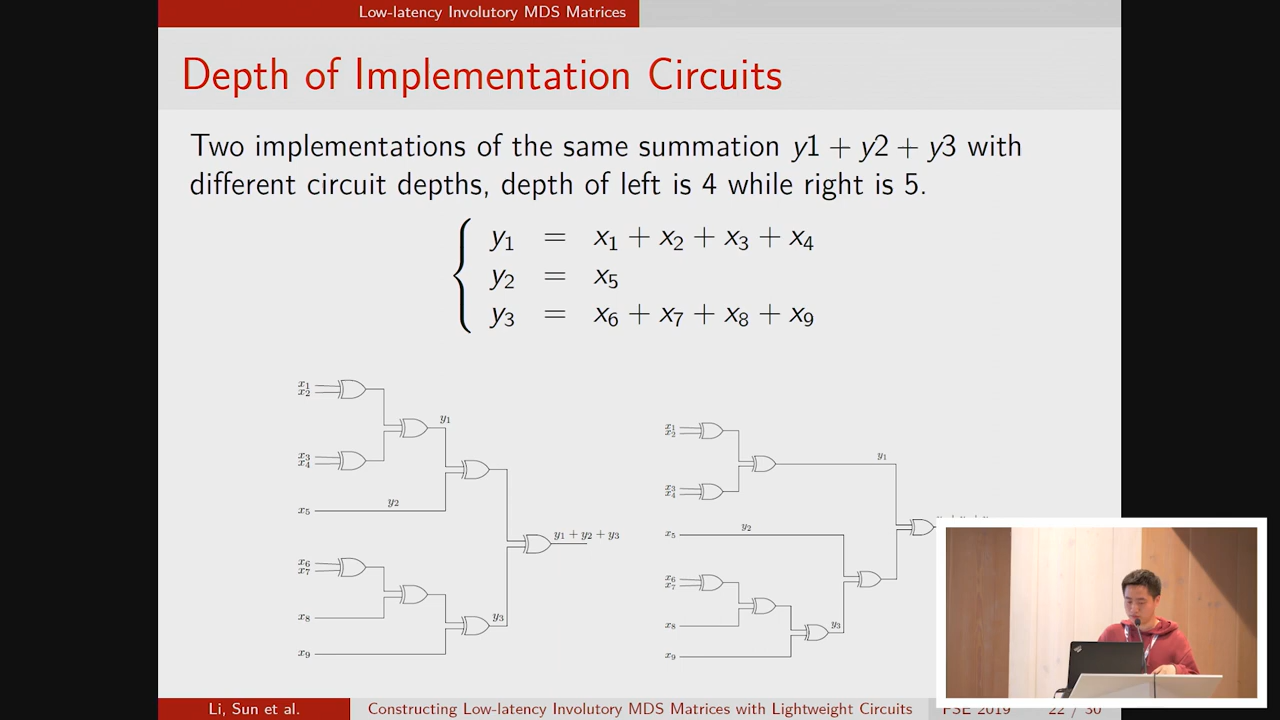 Low-latency Involutory MDS Matrices
Depth of Implementation Circuits
Two implementations of the same summation y1 + y2 + y3 with
different circuit depths, depth of left is 4 while right is 5.
y₁ = x₁ + x₂ + x₃ + x₄
y₂ = x₅
y₃ = x₆ + x₇ + x₈ + x₉
x₁
x₂
y₁
x₃
x₄
y₂
x₅
y₁ + y₂ + y₃
x₆
x₇
x₈
y₃
x₉
x₁
x₂
y₁
x₃
x₄
y₂
x₅
x₆
x₇
x₈
y₃
x₉
Li, Sun et al.
Constructing Low-latency Involutory MDS Matrices with Lightweight Circuits
FSE 2019
22 / 30